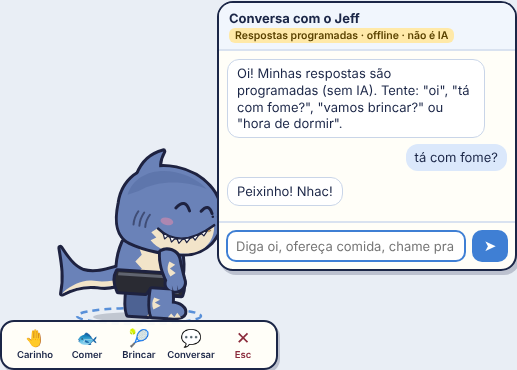 Conversa com o Jeff
Respostas programadas · offline · não é IA
Oi! Minhas respostas são
programadas (sem IA). Tente: "oi", "tá
com fome?", "vamos brincar?" ou
"hora de dormir".
tá com fome?
Peixinho! Nhac!
Diga oi, ofereça comida, chame pra
Carinho
Comer
Brincar
Conversar
Esc